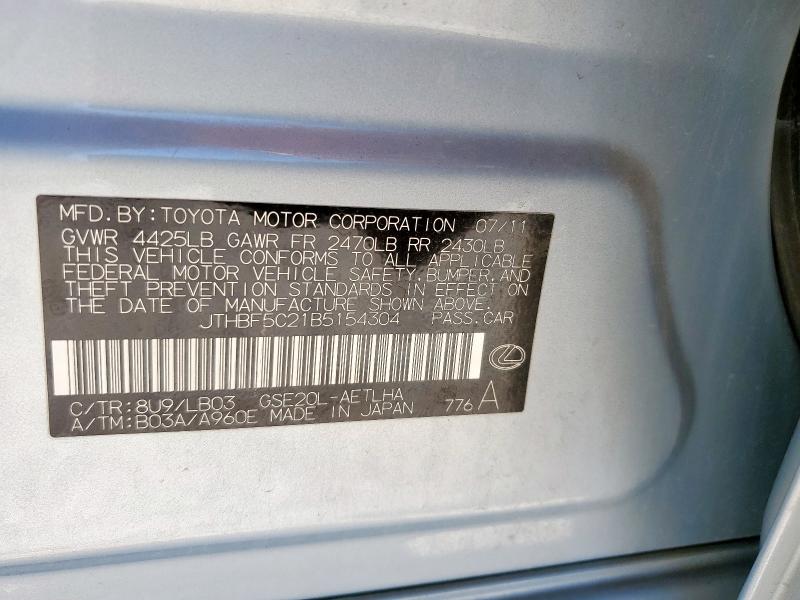 MFD. BY: TOYOTA MOTOR CORPORATION 07/11
GVWR 4425LB GAWR FR 2470LB RR 2430LB
THIS VEHICLE CONFORMS TO ALL APPLICABLE
FEDERAL MOTOR VEHICLE SAFETY, BUMPER, AND
THEFT PREVENTION STANDARDS IN EFFECT ON
THE DATE OF MANUFACTURE SHOWN ABOVE.
JTHBF5C21B5154304 PASS. CAR
C/TR: 8U9/LB03 GSE20L-AETLHA
A/TM: B03A/A960E MADE IN JAPAN 776 A